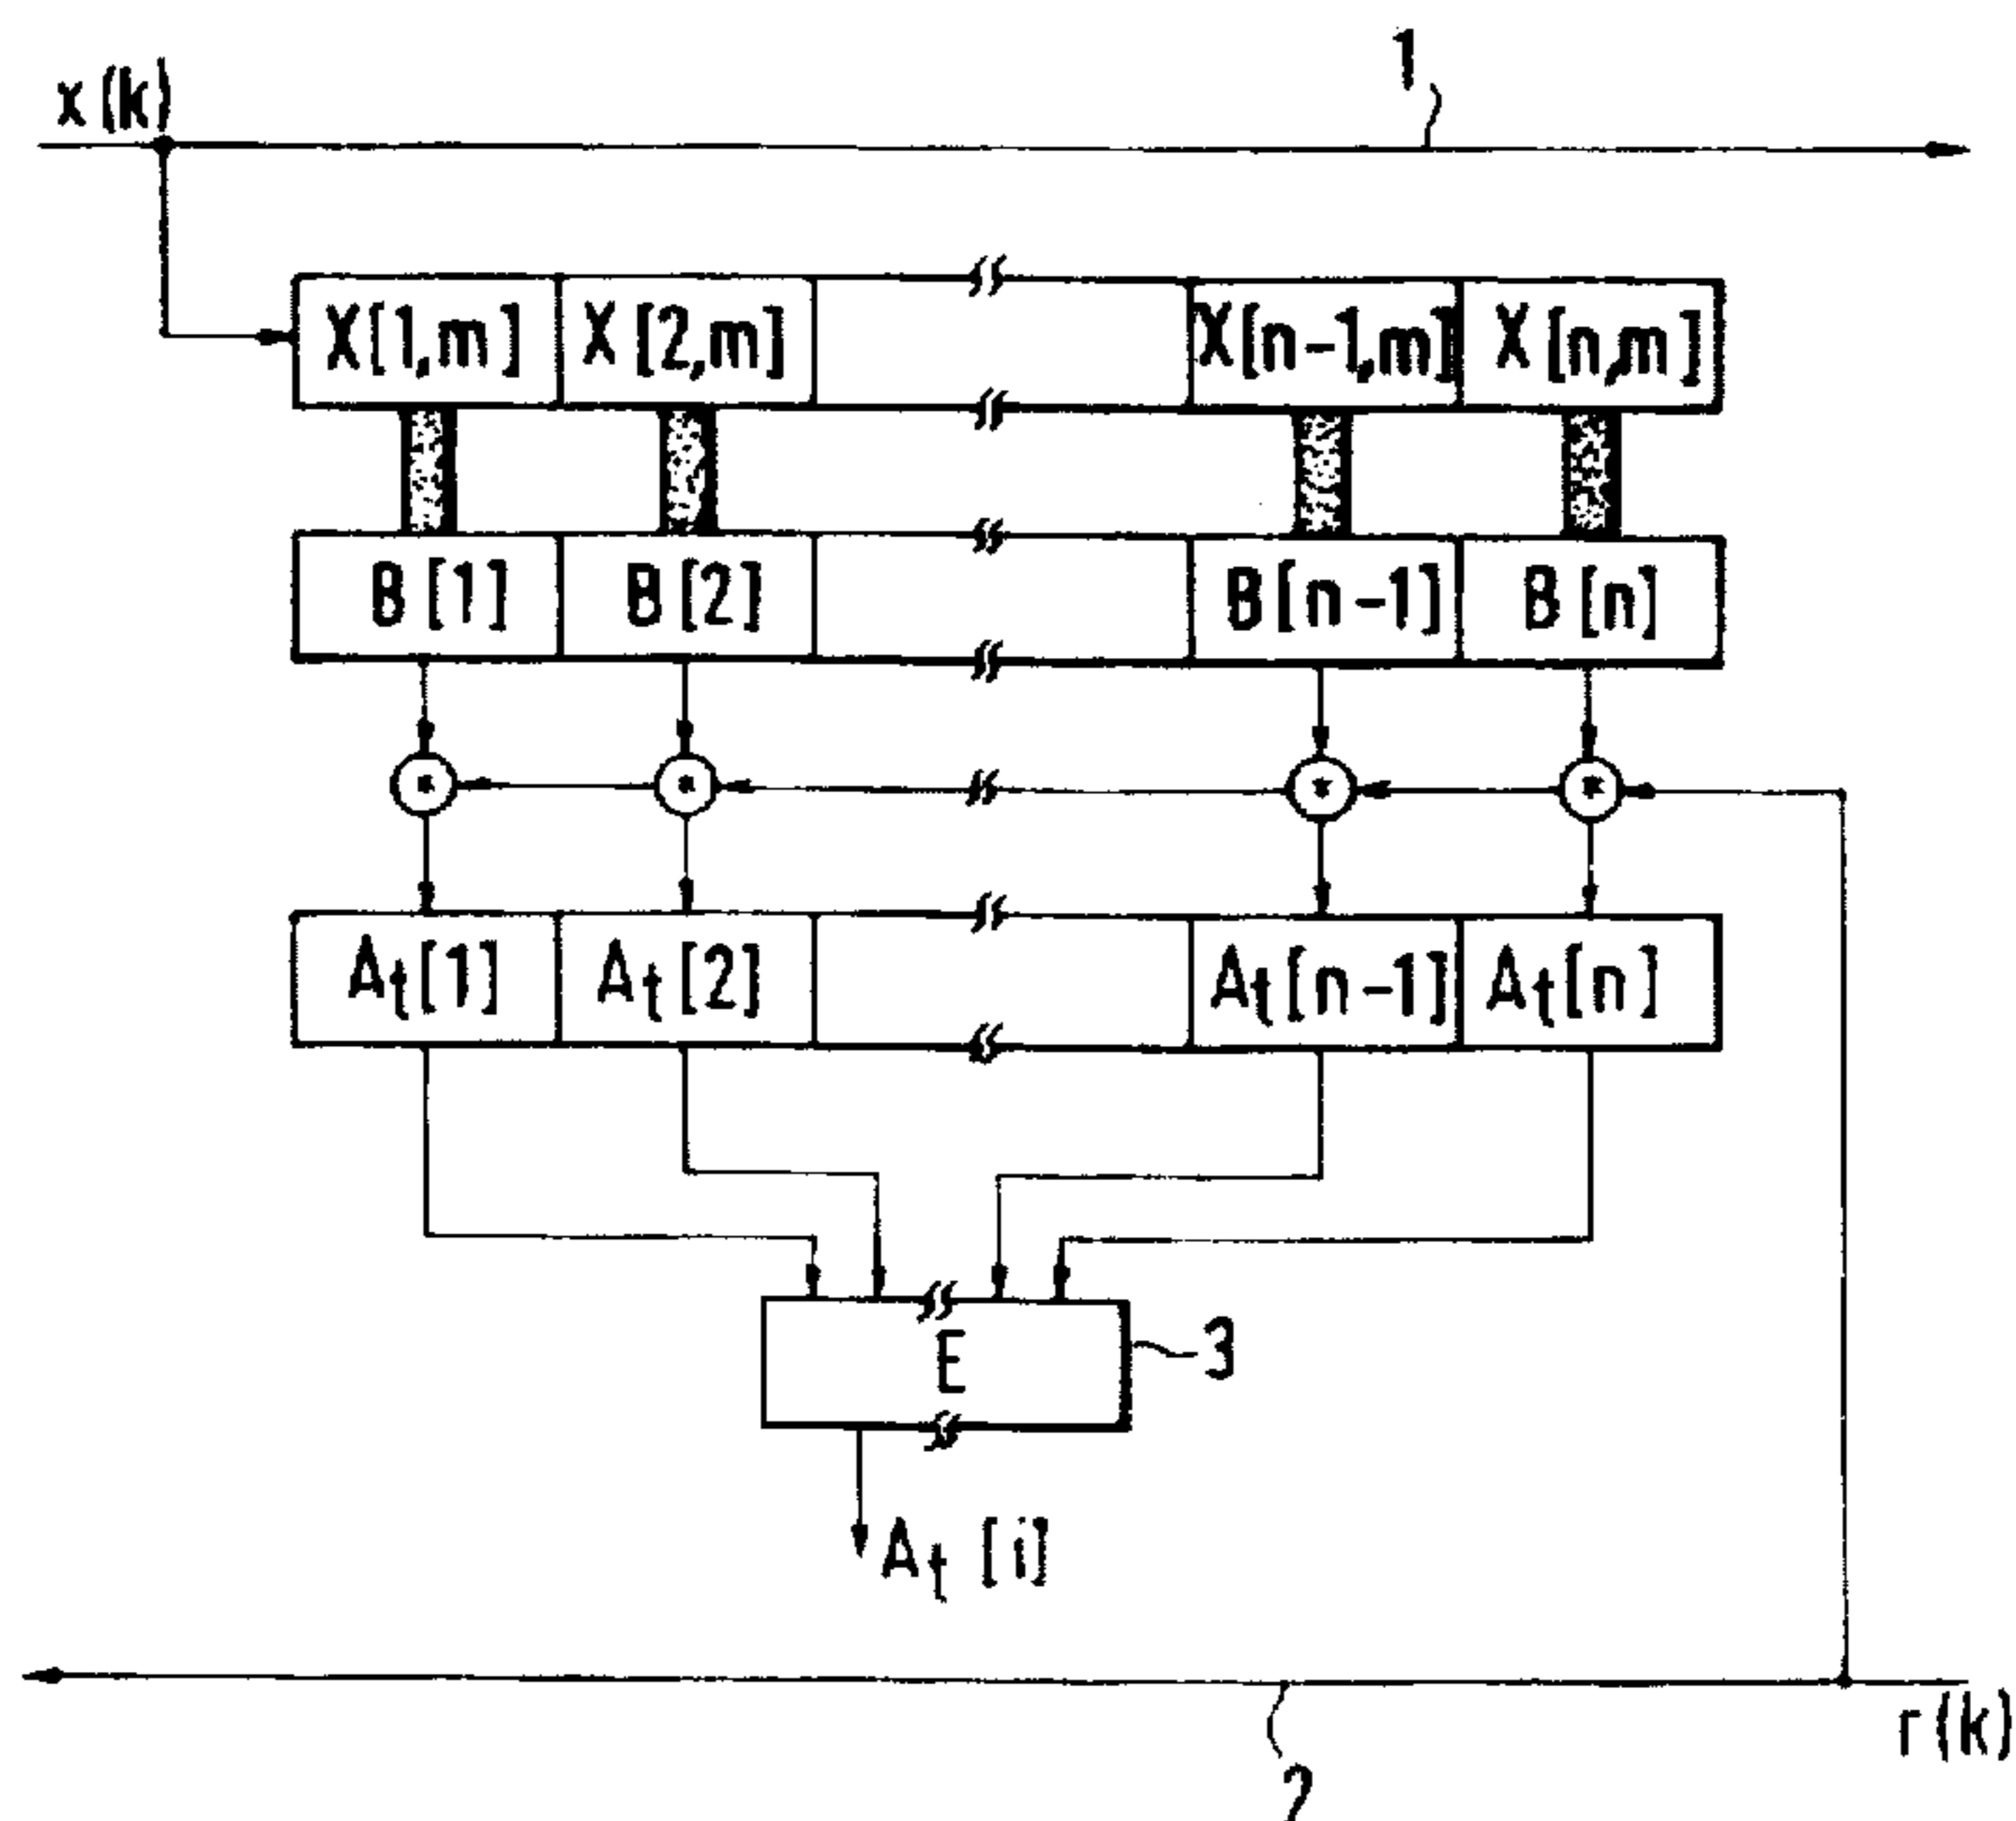 1
x(k)
X[1,m] X[2,m] X[n-1,m] X[n,m]
B[1] B[2] B[n-1] B[n]
* * * *
At[1] At[2] At[n-1] At[n]
E
3
At[i]
r(k)
2